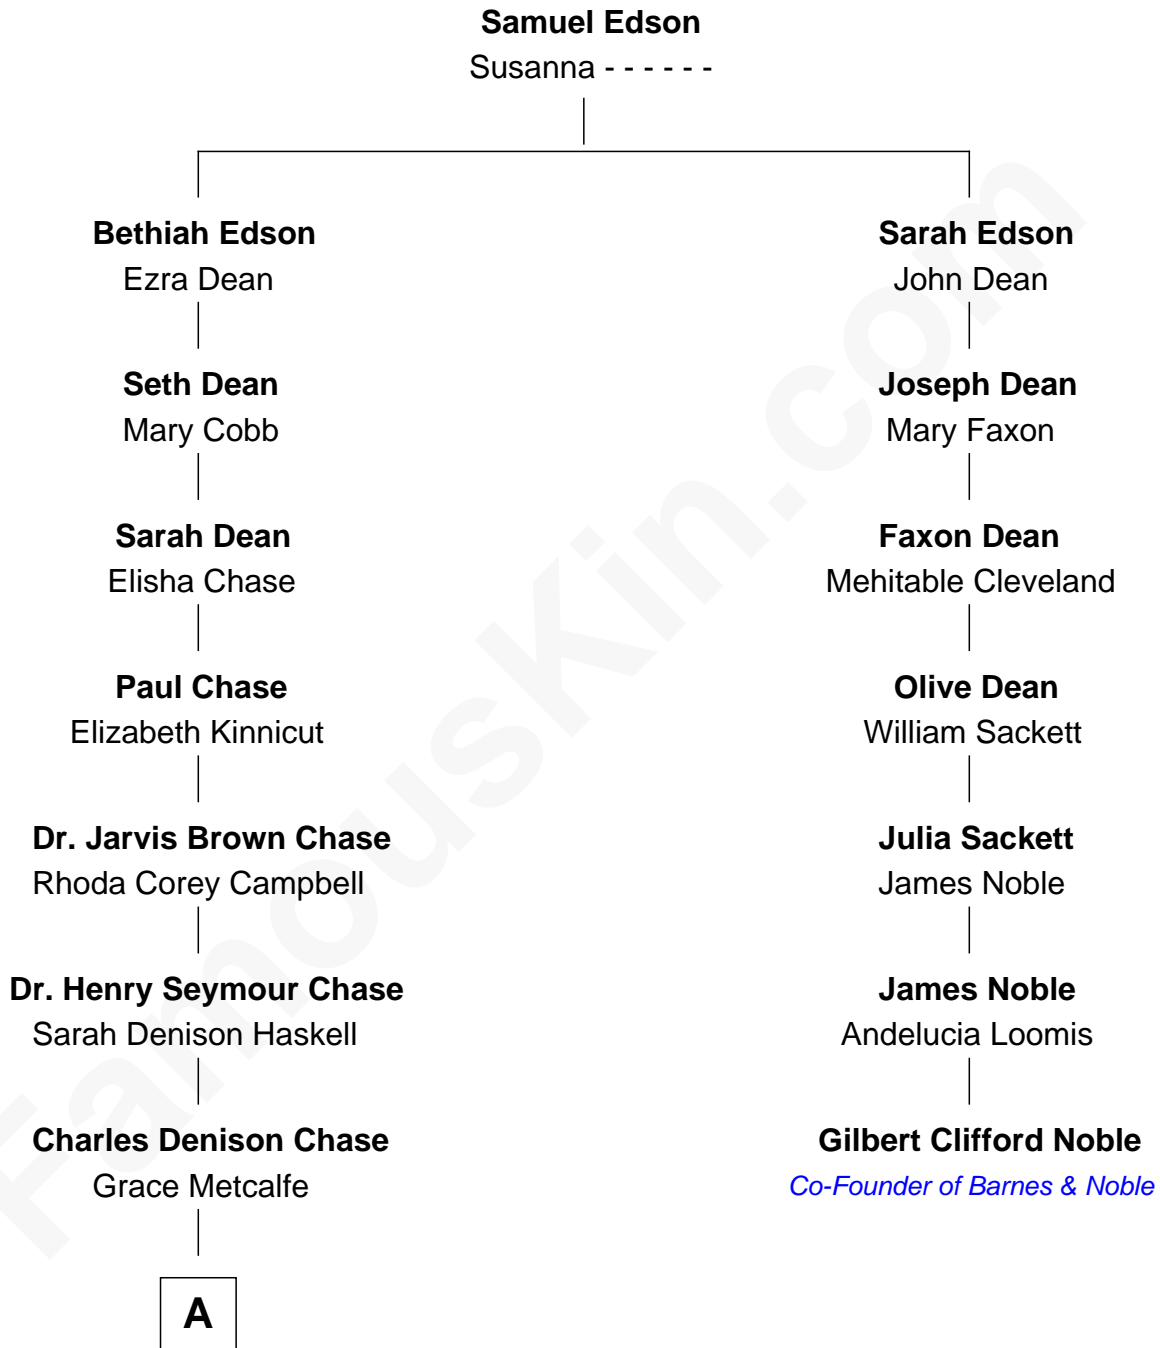 Samuel Edson
Susanna - - - - - -
Bethiah Edson
Ezra Dean
Sarah Edson
John Dean
Seth Dean
Mary Cobb
Joseph Dean
Mary Faxon
Sarah Dean
Elisha Chase
Faxon Dean
Mehitable Cleveland
Paul Chase
Elizabeth Kinnicut
Olive Dean
William Sackett
Dr. Jarvis Brown Chase
Rhoda Corey Campbell
Julia Sackett
James Noble
Dr. Henry Seymour Chase
Sarah Denison Haskell
James Noble
Andelucia Loomis
Charles Denison Chase
Grace Metcalfe
Gilbert Clifford Noble
Co-Founder of Barnes & Noble
A
FamousKin.com